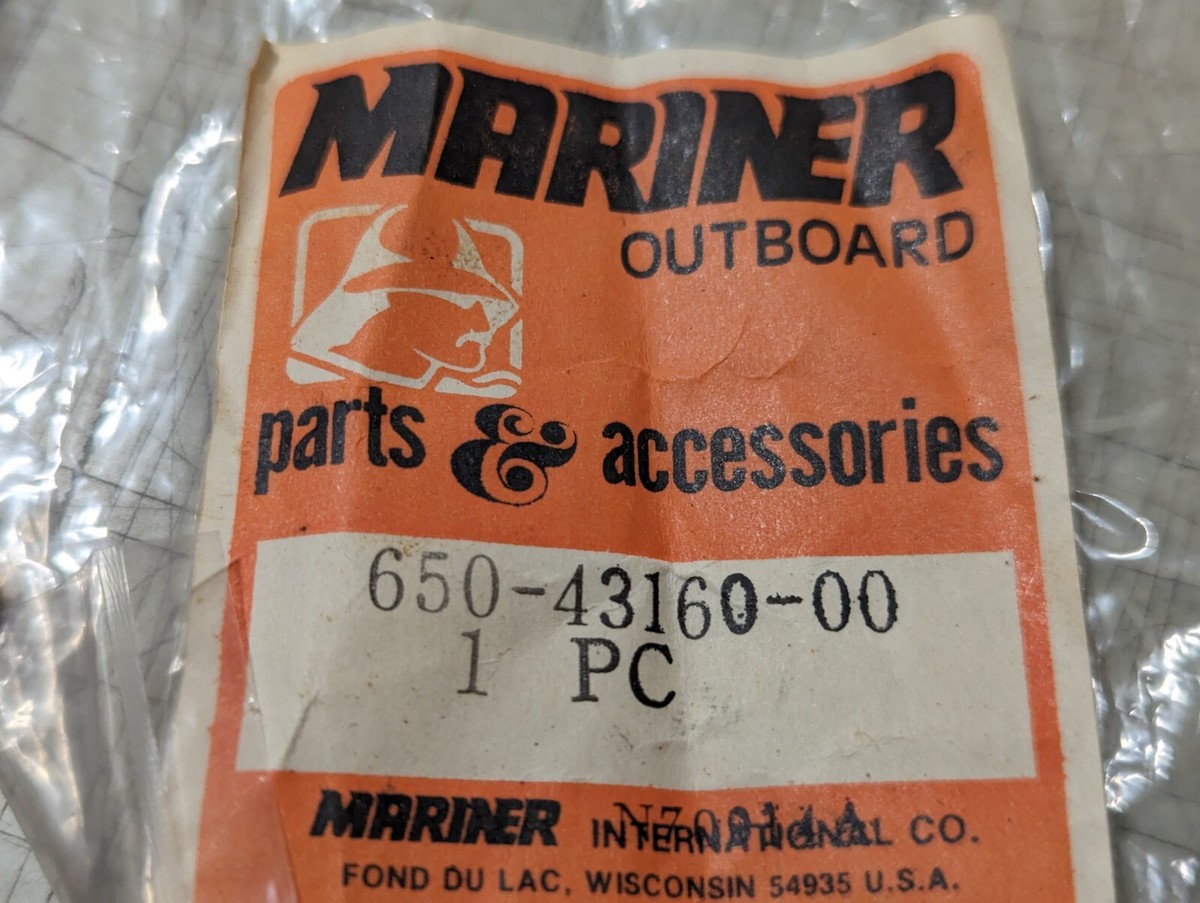 MARINER
OUTBOARD
parts & accessories
650-43160-00
1 PC
MARINER INTERNATIONAL CO.
FOND DU LAC, WISCONSIN 54935 U.S.A.